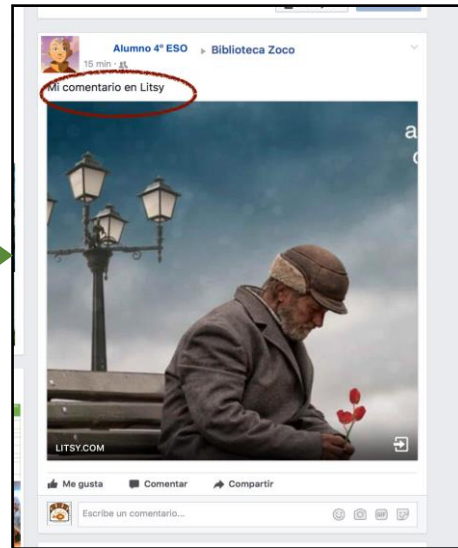 Alumno 4º ESO ▸ Biblioteca Zoco
15 min
Mi comentario en Litsy
a
LITSY.COM
Me gusta Comentar Compartir
Escribe un comentario...
GIF